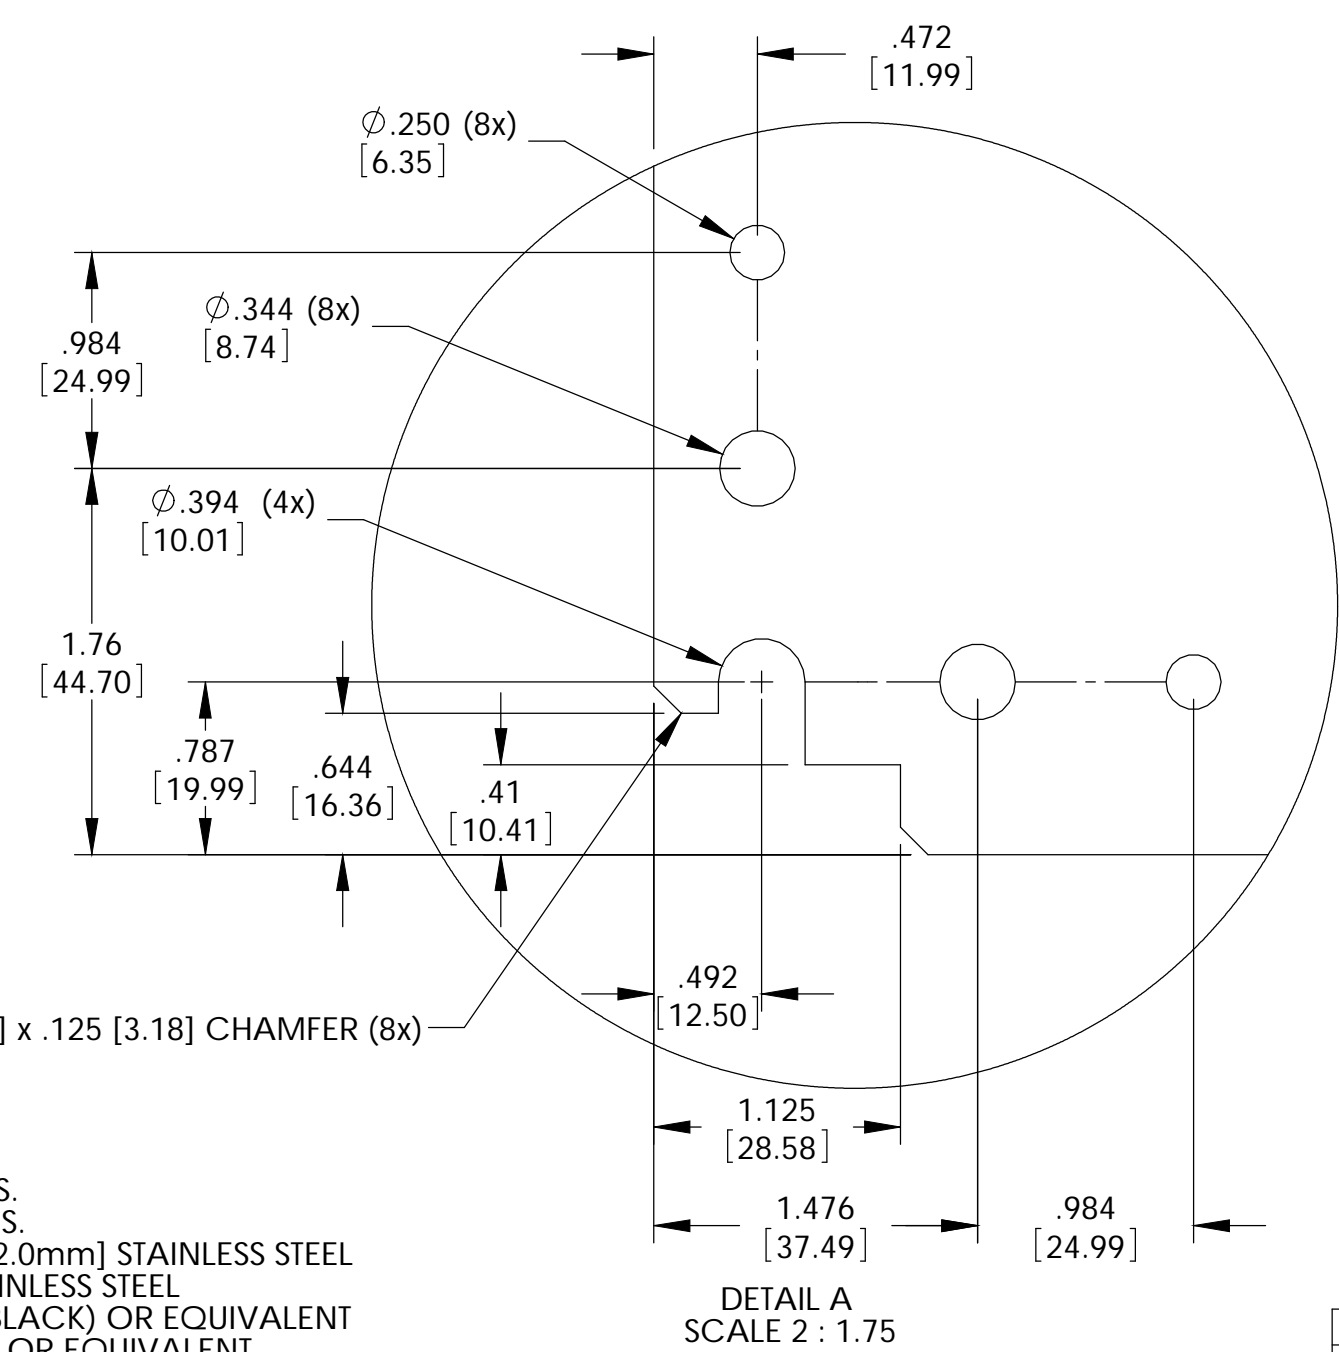 .472
[11.99]
∅.250 (8x)
[6.35]
∅.344 (8x)
[8.74]
.984
[24.99]
∅.394 (4x)
[10.01]
1.76
[44.70]
.787
[19.99]
.644
[16.36]
.41
[10.41]
.492
[12.50]
] x .125 [3.18] CHAMFER (8x)
1.125
[28.58]
1.476
[37.49]
.984
[24.99]
S.
S.
2.0mm] STAINLESS STEEL
INLESS STEEL
BLACK) OR EQUIVALENT
OR EQUIVALENT
DETAIL A
SCALE 2 : 1.75